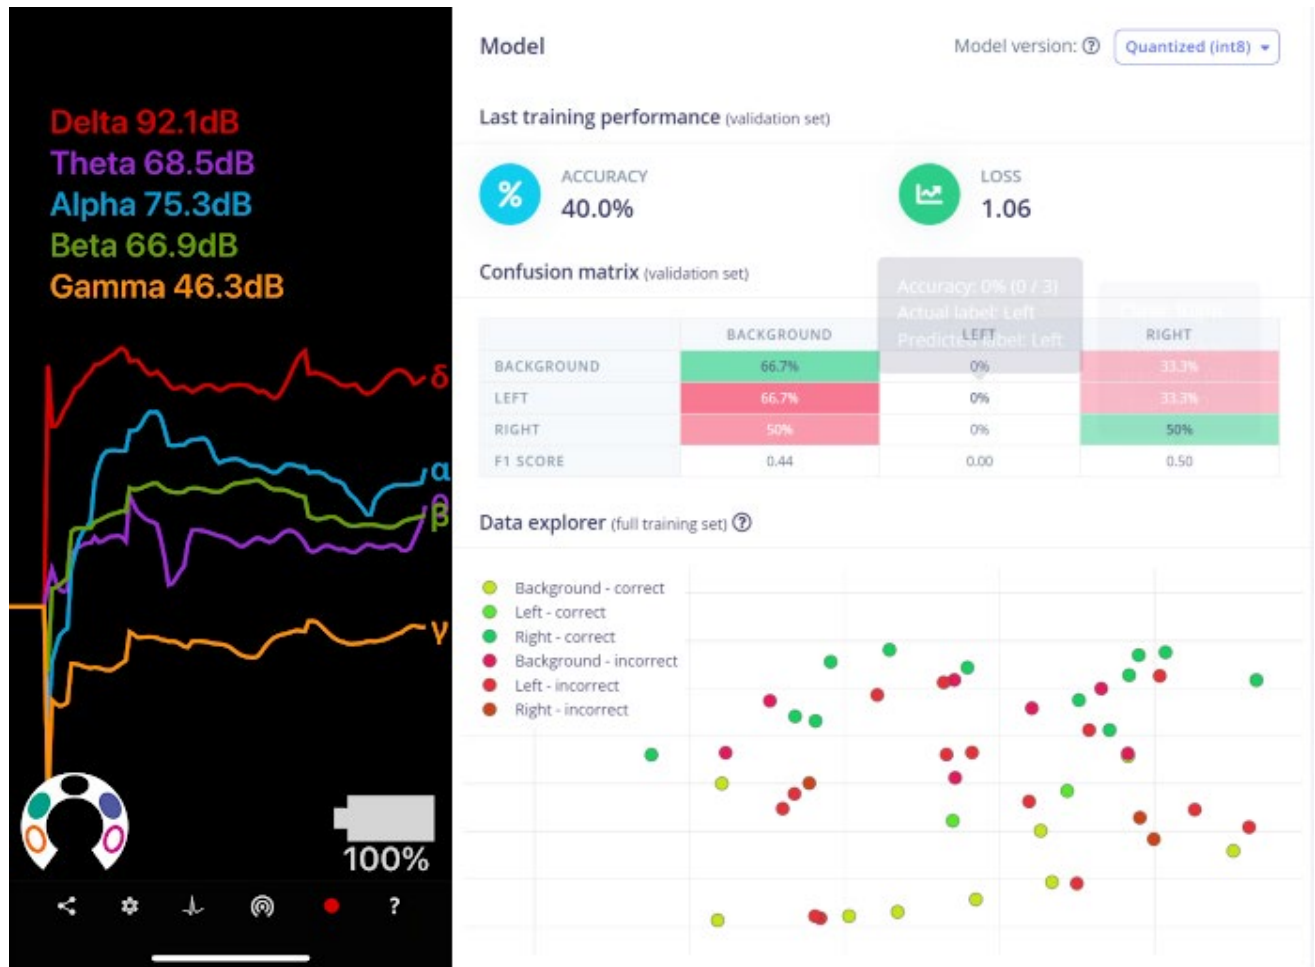 Delta 92.1dB
Theta 68.5dB
Alpha 75.3dB
Beta 66.9dB
Gamma 46.3dB
δ
α
θ
β
γ
100%
?
Model
Model version: ? Quantized (int8)
Last training performance (validation set)
% ACCURACY
40.0%
LOSS
1.06
Confusion matrix (validation set)
Accuracy: 0% (0 / 3)
Actual label: Left
Predicted label: Left
BACKGROUND LEFT RIGHT
BACKGROUND 66.7% 0% 33.3%
LEFT 66.7% 0% 33.3%
RIGHT 50% 0% 50%
F1 SCORE 0.44 0.00 0.50
Data explorer (full training set) ?
Background - correct
Left - correct
Right - correct
Background - incorrect
Left - incorrect
Right - incorrect